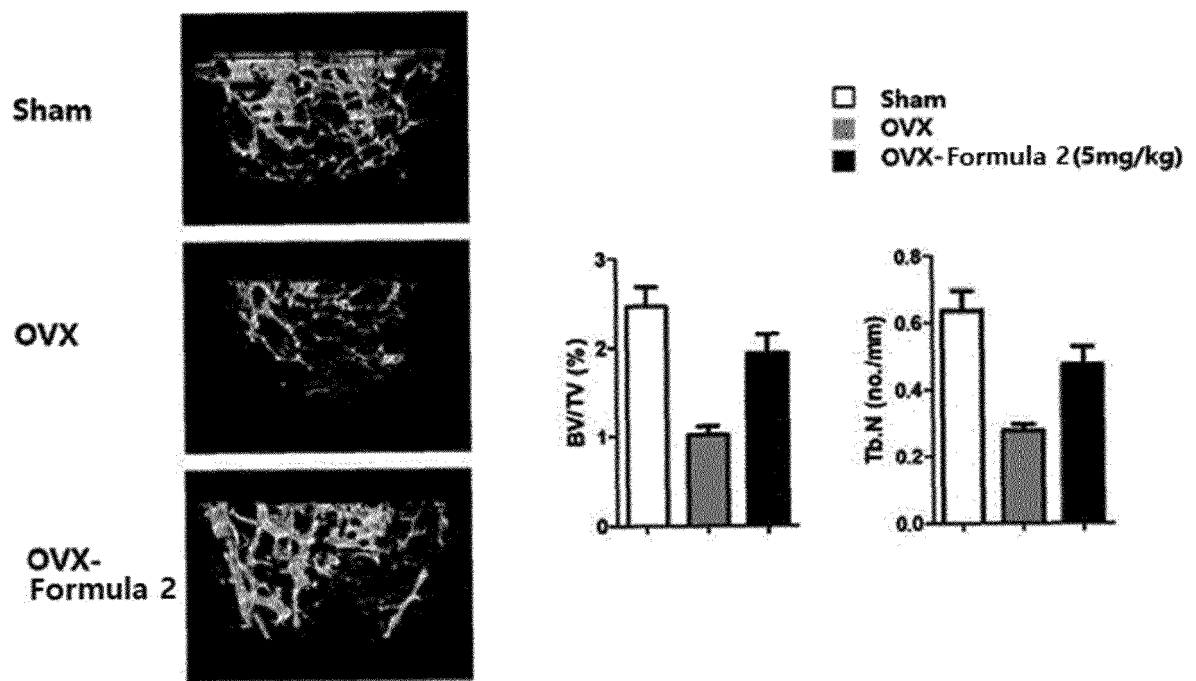 Sham
OVX
OVX-
Formula 2
Sham
OVX
OVX-Formula 2(5mg/kg)
BV/TV (%)
3
2
1
0
Tb.N (no./mm)
0.8
0.6
0.4
0.2
0.0